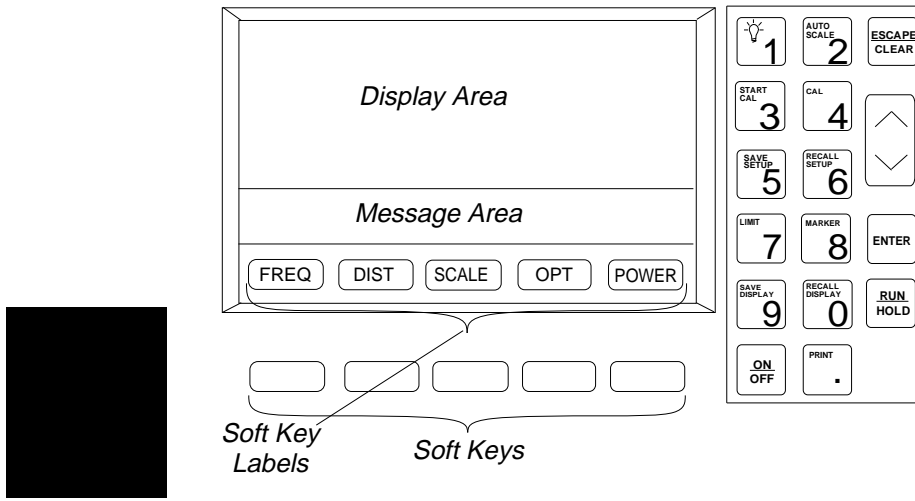 Display Area
Message Area
FREQ DIST SCALE OPT POWER
Soft Key
Labels
Soft Keys
1
AUTO
SCALE
2
ESCAPE
CLEAR
START
CAL
3
CAL
4
SAVE
SETUP
5
RECALL
SETUP
6
LIMIT
7
MARKER
8
ENTER
SAVE
DISPLAY
9
RECALL
DISPLAY
0
RUN
HOLD
ON
OFF
PRINT
.